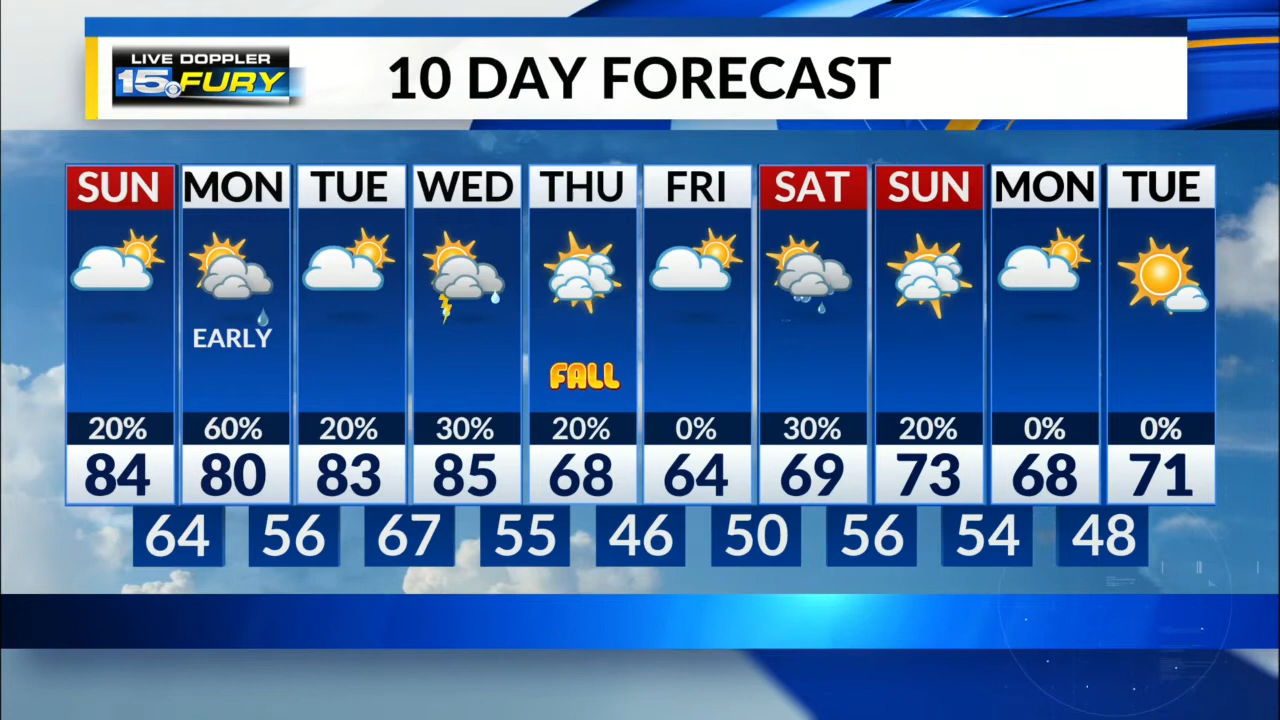 LIVE DOPPLER
15 FURY
10 DAY FORECAST
SUN MON TUE WED THU FRI SAT SUN MON TUE
EARLY
FALL
20% 60% 20% 30% 20% 0% 30% 20% 0% 0%
84 80 83 85 68 64 69 73 68 71
64 56 67 55 46 50 56 54 48